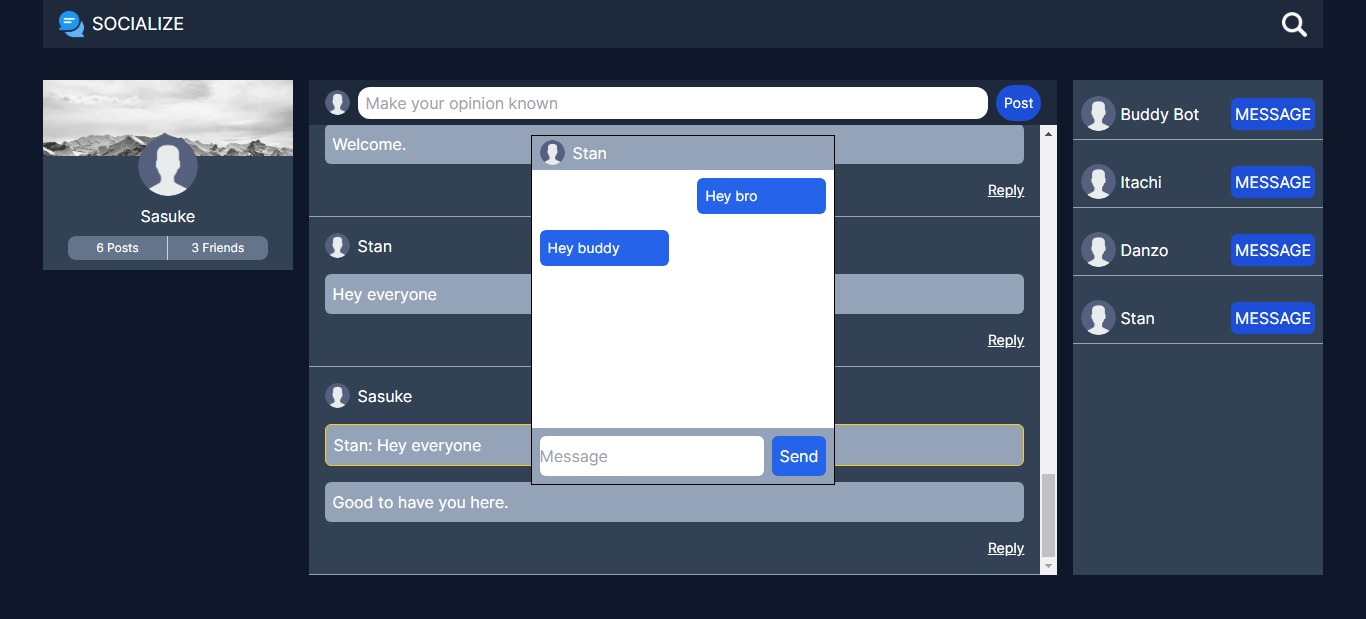 SOCIALIZE
Sasuke
6 Posts
3 Friends
Make your opinion known
Post
Welcome.
Reply
Stan
Hey everyone
Reply
Sasuke
Stan: Hey everyone
Good to have you here.
Reply
Stan
Hey bro
Hey buddy
Message
Send
Buddy Bot
MESSAGE
Itachi
MESSAGE
Danzo
MESSAGE
Stan
MESSAGE